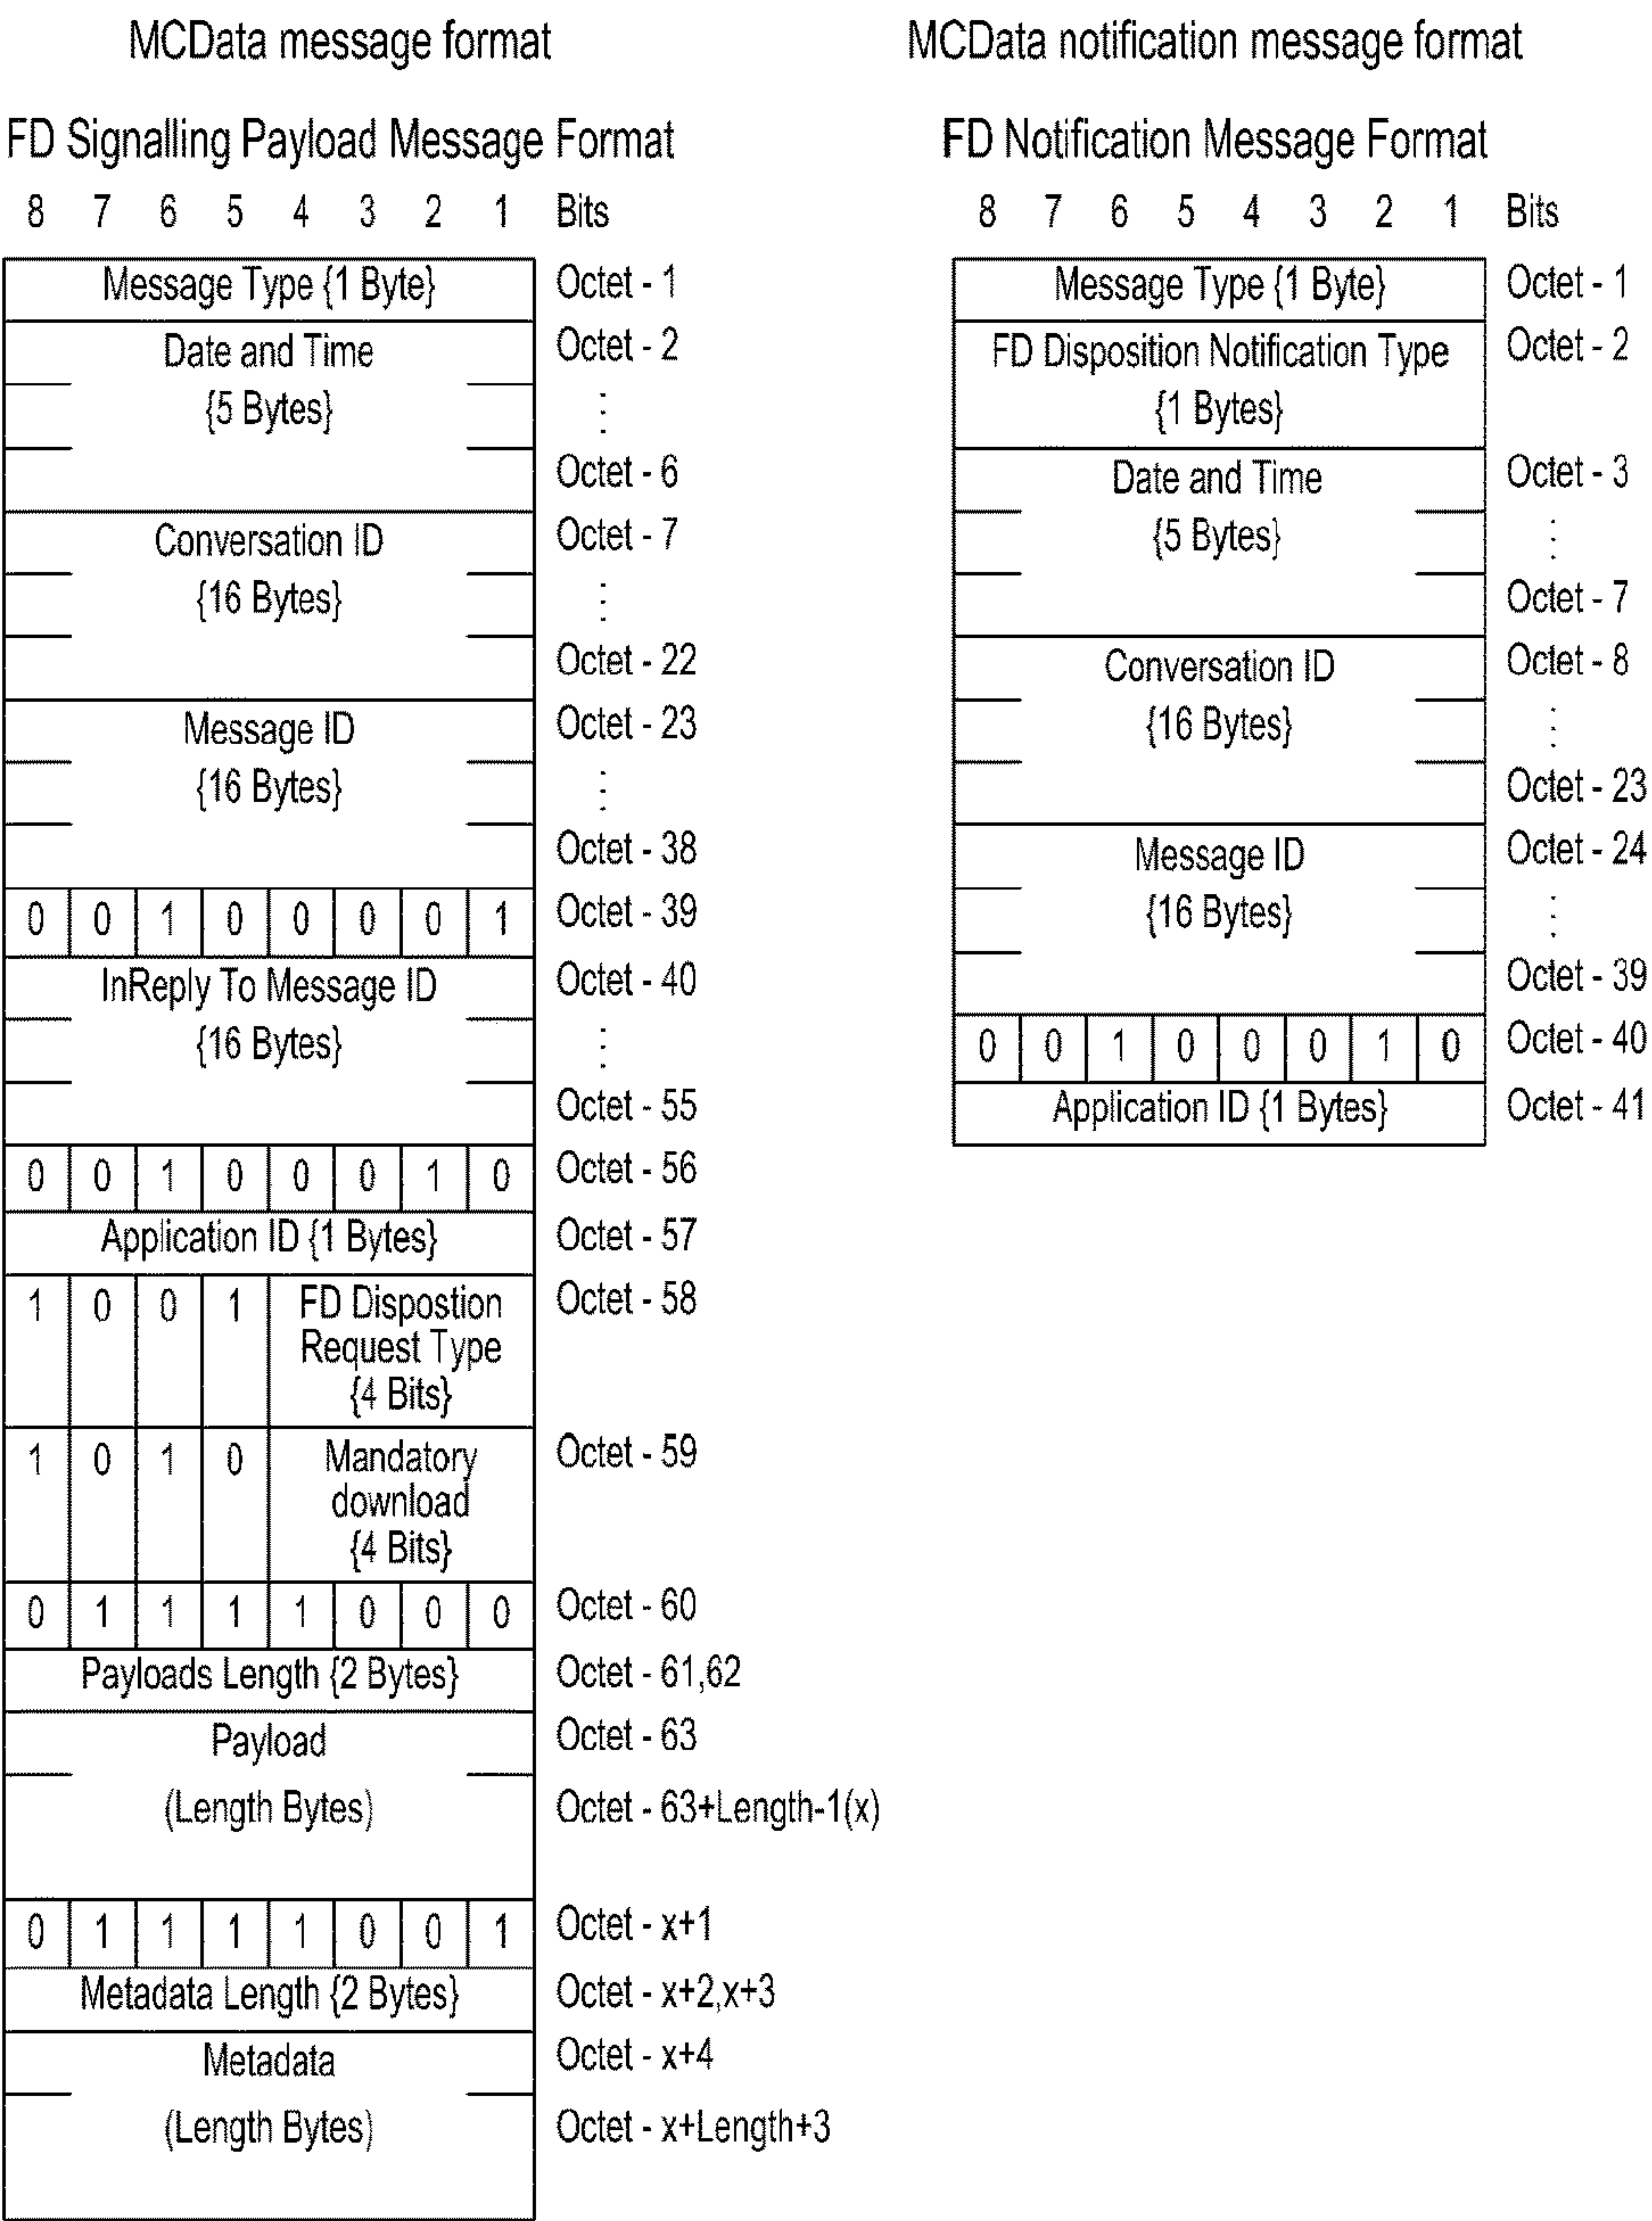 MCData message format
FD Signalling Payload Message Format
8 7 6 5 4 3 2 1 Bits
Message Type {1 Byte} Octet - 1
Date and Time Octet - 2
{5 Bytes} ⋮
Octet - 6
Conversation ID Octet - 7
{16 Bytes} ⋮
Octet - 22
Message ID Octet - 23
{16 Bytes} ⋮
Octet - 38
0 0 1 0 0 0 0 1 Octet - 39
InReply To Message ID Octet - 40
{16 Bytes} ⋮
Octet - 55
0 0 1 0 0 0 1 0 Octet - 56
Application ID {1 Bytes} Octet - 57
1 0 0 1 FD Dispostion Octet - 58
Request Type
{4 Bits}
1 0 1 0 Mandatory Octet - 59
download
{4 Bits}
0 1 1 1 1 0 0 0 Octet - 60
Payloads Length {2 Bytes} Octet - 61,62
Payload Octet - 63
(Length Bytes) Octet - 63+Length-1(x)
0 1 1 1 1 0 0 1 Octet - x+1
Metadata Length {2 Bytes} Octet - x+2,x+3
Metadata Octet - x+4
(Length Bytes) Octet - x+Length+3
MCData notification message format
FD Notification Message Format
8 7 6 5 4 3 2 1 Bits
Message Type {1 Byte} Octet - 1
FD Disposition Notification Type Octet - 2
{1 Bytes}
Date and Time Octet - 3
{5 Bytes} ⋮
Octet - 7
Conversation ID Octet - 8
{16 Bytes} ⋮
Octet - 23
Message ID Octet - 24
{16 Bytes} ⋮
Octet - 39
0 0 1 0 0 0 1 0 Octet - 40
Application ID {1 Bytes} Octet - 41